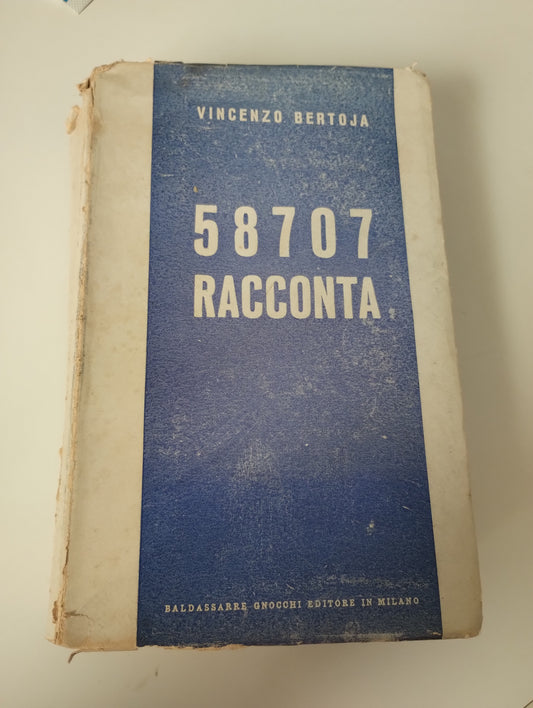 VINCENZO BERTOJA
58707
RACCONTA
BALDASSARRE GNOCCHI EDITORE IN MILANO